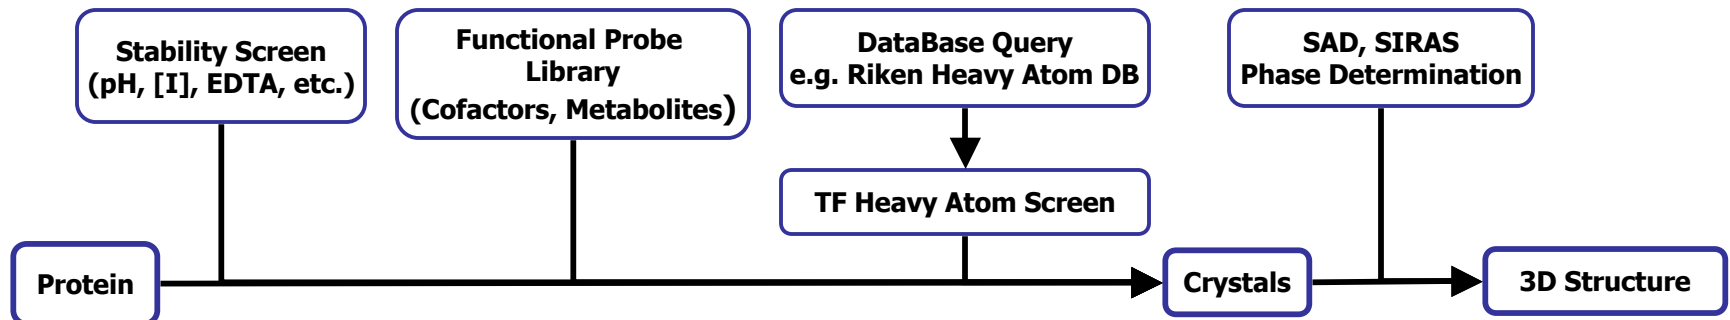 Stability Screen
(pH, [I], EDTA, etc.)
Functional Probe
Library
(Cofactors, Metabolites)
DataBase Query
e.g. Riken Heavy Atom DB
SAD, SIRAS
Phase Determination
TF Heavy Atom Screen
Protein
Crystals
3D Structure